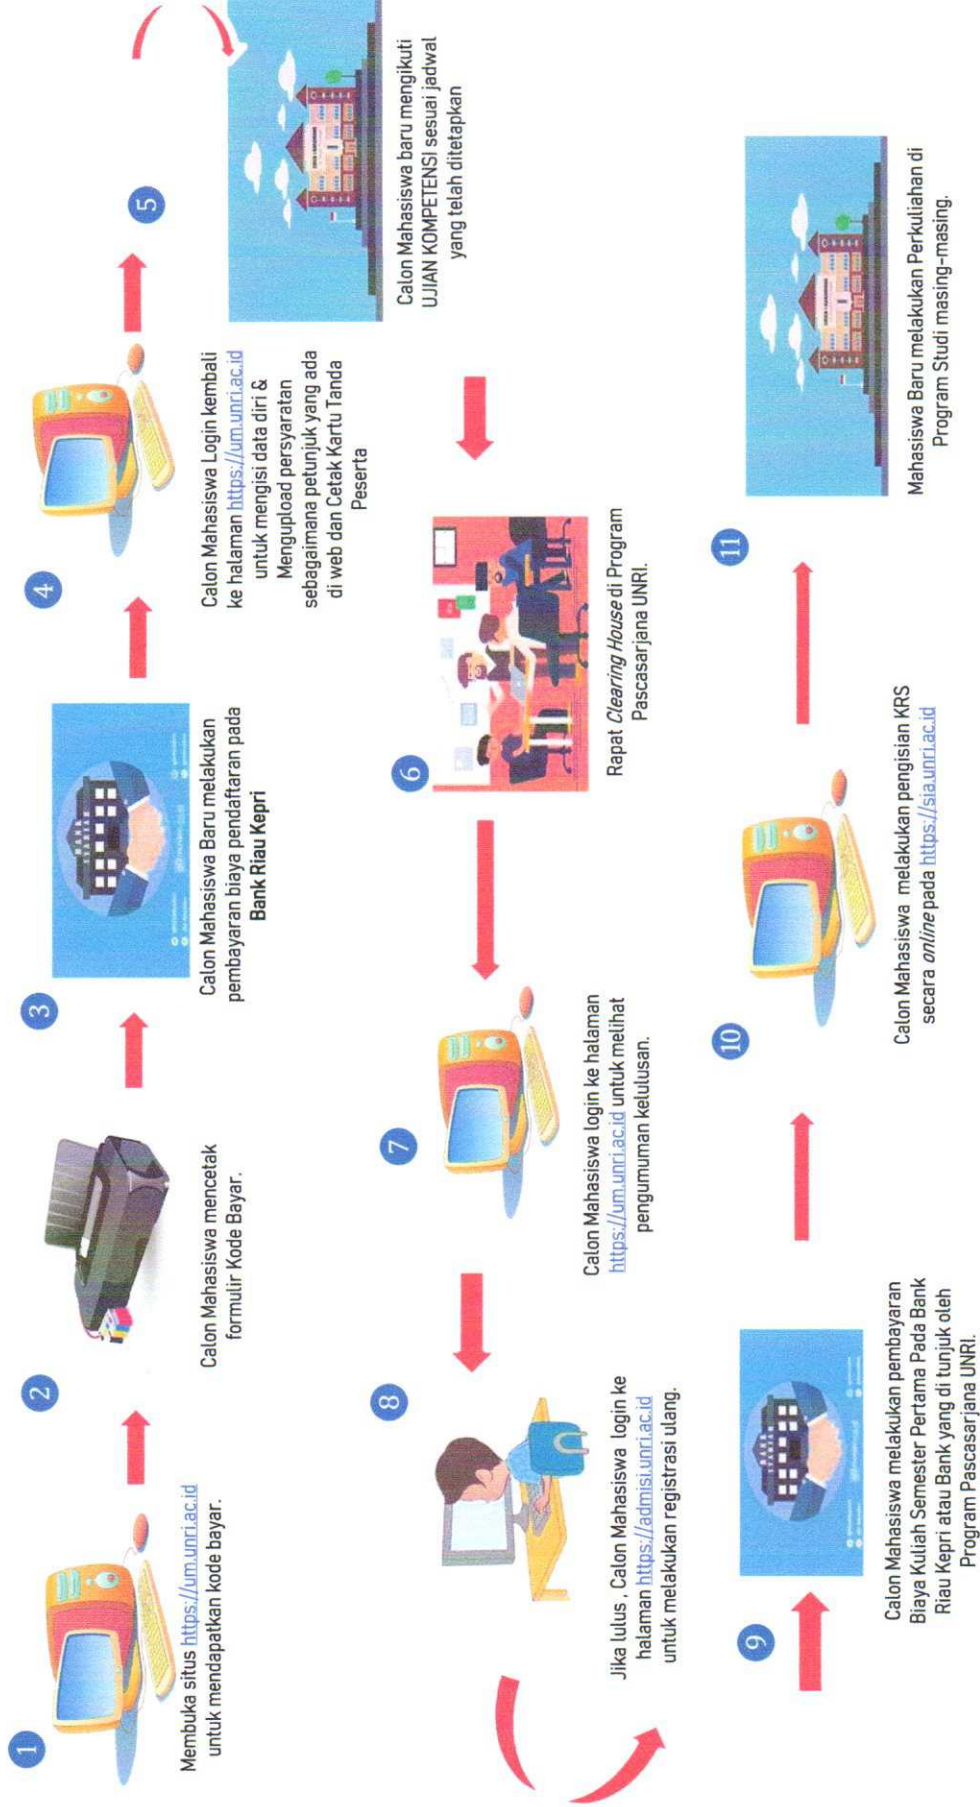 1
Membuka situs https://um.unri.ac.id
untuk mendapatkan kode bayar.
2
Calon Mahasiswa mencetak
formulir Kode Bayar.
3
Calon Mahasiswa Baru melakukan
pembayaran biaya pendaftaran pada
Bank Riau Kepri
4
Calon Mahasiswa Login kembali
ke halaman https://um.unri.ac.id
untuk mengisi data diri &
Mengupload persyaratan
sebagaimana petunjuk yang ada
di web dan Cetak Kartu Tanda
Peserta
5
Calon Mahasiswa baru mengikuti
UJIAN KOMPETENSI sesuai jadwal
yang telah ditetapkan
6
Rapat Clearing House di Program
Pascasarjana UNRI.
7
Calon Mahasiswa login ke halaman
https://um.unri.ac.id untuk melihat
pengumuman kelulusan.
8
Jika lulus , Calon Mahasiswa login ke
halaman https://admisi.unri.ac.id
untuk melakukan registrasi ulang.
9
Calon Mahasiswa melakukan pembayaran
Biaya Kuliah Semester Pertama Pada Bank
Riau Kepri atau Bank yang di tunjuk oleh
Program Pascasarjana UNRI.
10
Calon Mahasiswa melakukan pengisian KRS
secara online pada https://sia.unri.ac.id
11
Mahasiswa Baru melakukan Perkuliahan di
Program Studi masing-masing.